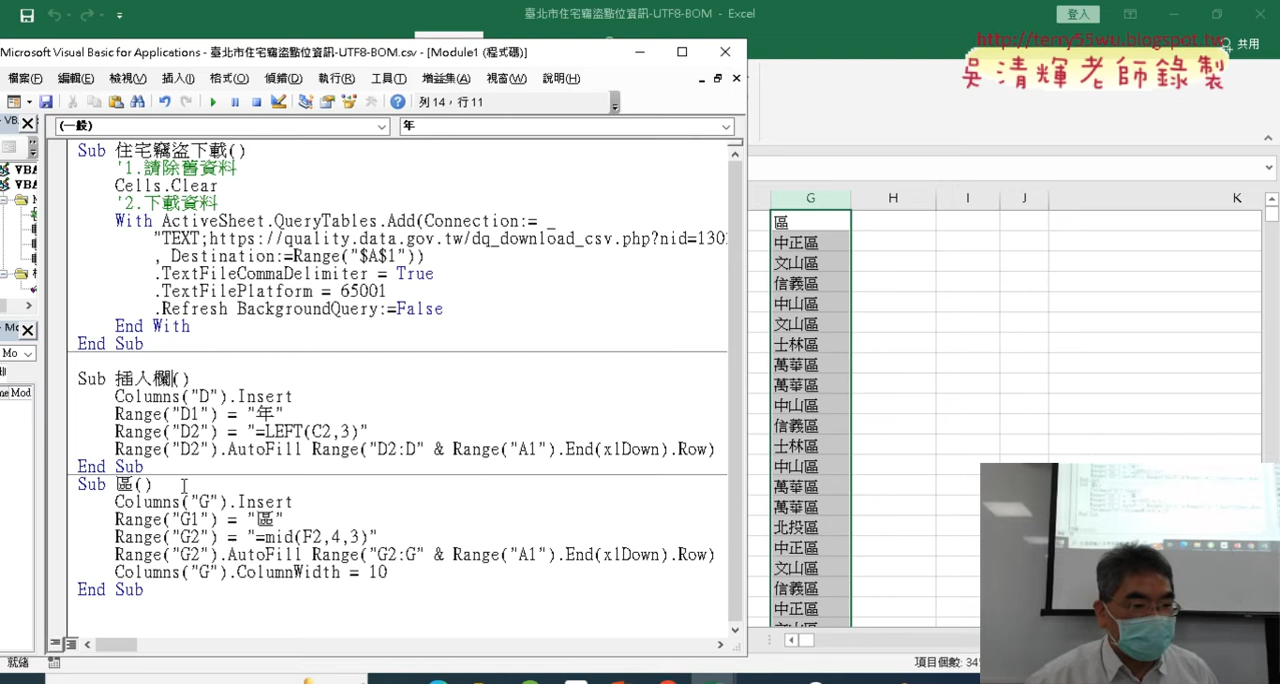 臺北市住宅竊盜點位資訊-UTF8-BOM - Excel
登入
http://terry55wu.blogspot.tw
共用
吳清輝老師錄製
Microsoft Visual Basic for Applications - 臺北市住宅竊盜點位資訊-UTF8-BOM.csv - [Module1 (程式碼)]
檔案(F) 編輯(E) 檢視(V) 插入(I) 格式(O) 偵錯(D) 執行(R) 工具(T) 增益集(A) 視窗(W) 說明(H)
列 14，行 11
(一般)
年
Sub 住宅竊盜下載()
'1.請除舊資料
Cells.Clear
'2.下載資料
With ActiveSheet.QueryTables.Add(Connection:= _
"TEXT;https://quality.data.gov.tw/dq_download_csv.php?nid=130
, Destination:=Range("$A$1"))
.TextFileCommaDelimiter = True
.TextFilePlatform = 65001
.Refresh BackgroundQuery:=False
End With
End Sub
Sub 插入欄()
Columns("D").Insert
Range("D1") = "年"
Range("D2") = "=LEFT(C2,3)"
Range("D2").AutoFill Range("D2:D" & Range("A1").End(xlDown).Row)
End Sub
Sub 區()
Columns("G").Insert
Range("G1") = "區"
Range("G2") = "=mid(F2,4,3)"
Range("G2").AutoFill Range("G2:G" & Range("A1").End(xlDown).Row)
Columns("G").ColumnWidth = 10
End Sub
G H I J K
區
中正區
文山區
信義區
中山區
文山區
士林區
萬華區
萬華區
中山區
信義區
士林區
中山區
萬華區
萬華區
北投區
中正區
文山區
信義區
中正區
就緒
項目個數: 34